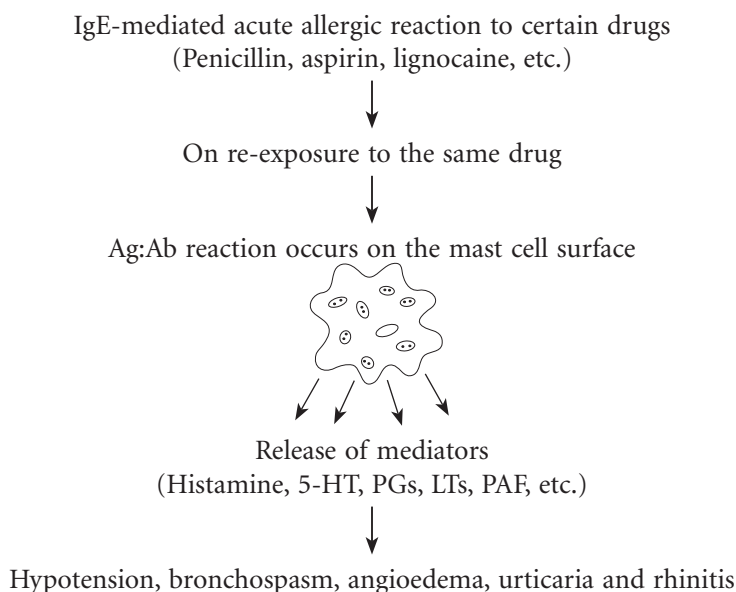 IgE-mediated acute allergic reaction to certain drugs
(Penicillin, aspirin, lignocaine, etc.)
On re-exposure to the same drug
Ag:Ab reaction occurs on the mast cell surface
Release of mediators
(Histamine, 5-HT, PGs, LTs, PAF, etc.)
Hypotension, bronchospasm, angioedema, urticaria and rhinitis